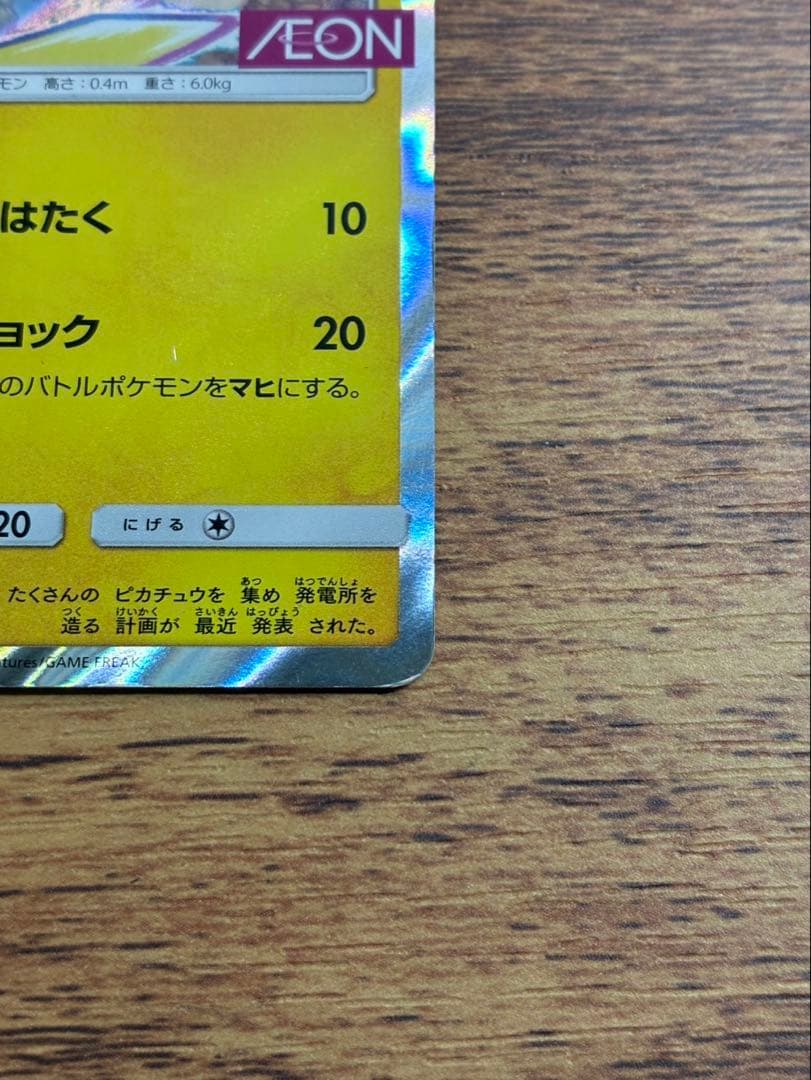 ÆON
モン 高さ：0.4m 重さ：6.0kg
はたく 10
ョック 20
のバトルポケモンをマヒにする。
20 にげる
たくさんの ピカチュウを 集め 発電所を
あつ はつでんしょ
造る 計画が 最近 発表 された。
つく けいかく さいきん はっぴょう
tures/GAME FREAK.